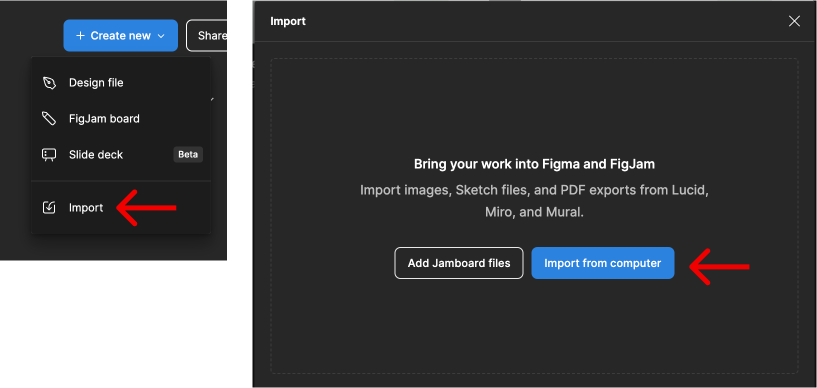 + Create new
Share
Design file
FigJam board
Slide deck Beta
Import
Import
Bring your work into Figma and FigJam
Import images, Sketch files, and PDF exports from Lucid,
Miro, and Mural.
Add Jamboard files
Import from computer